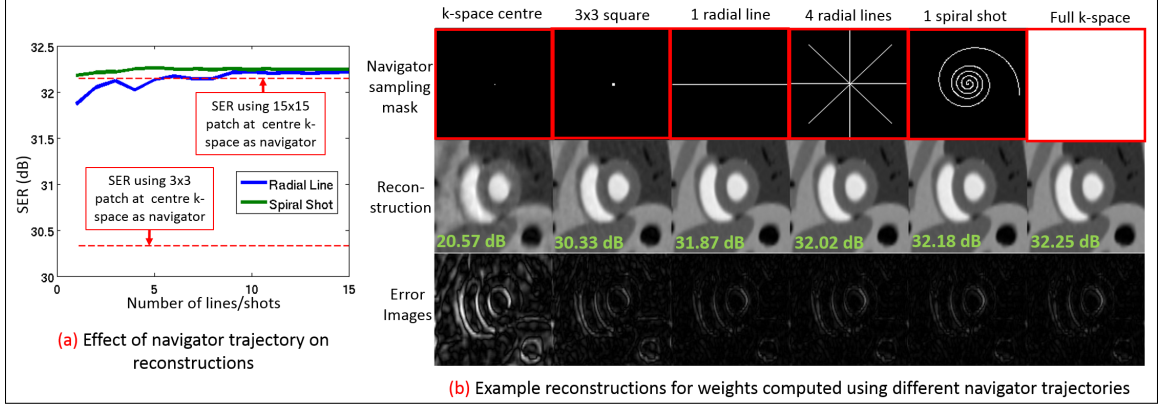 32.5
32
31.5
31
30.5
30
SER (dB)
0
5
10
15
Number of lines/shots
SER using 15x15
patch at centre k-
space as navigator
SER using 3x3
patch at centre k-
space as navigator
Radial Line
Spiral Shot
(a) Effect of navigator trajectory on
reconstructions
k-space centre
3x3 square
1 radial line
4 radial lines
1 spiral shot
Full k-space
Navigator
sampling
mask
Recon-
struction
20.57 dB
30.33 dB
31.87 dB
32.02 dB
32.18 dB
32.25 dB
Error
Images
(b) Example reconstructions for weights computed using different navigator trajectories